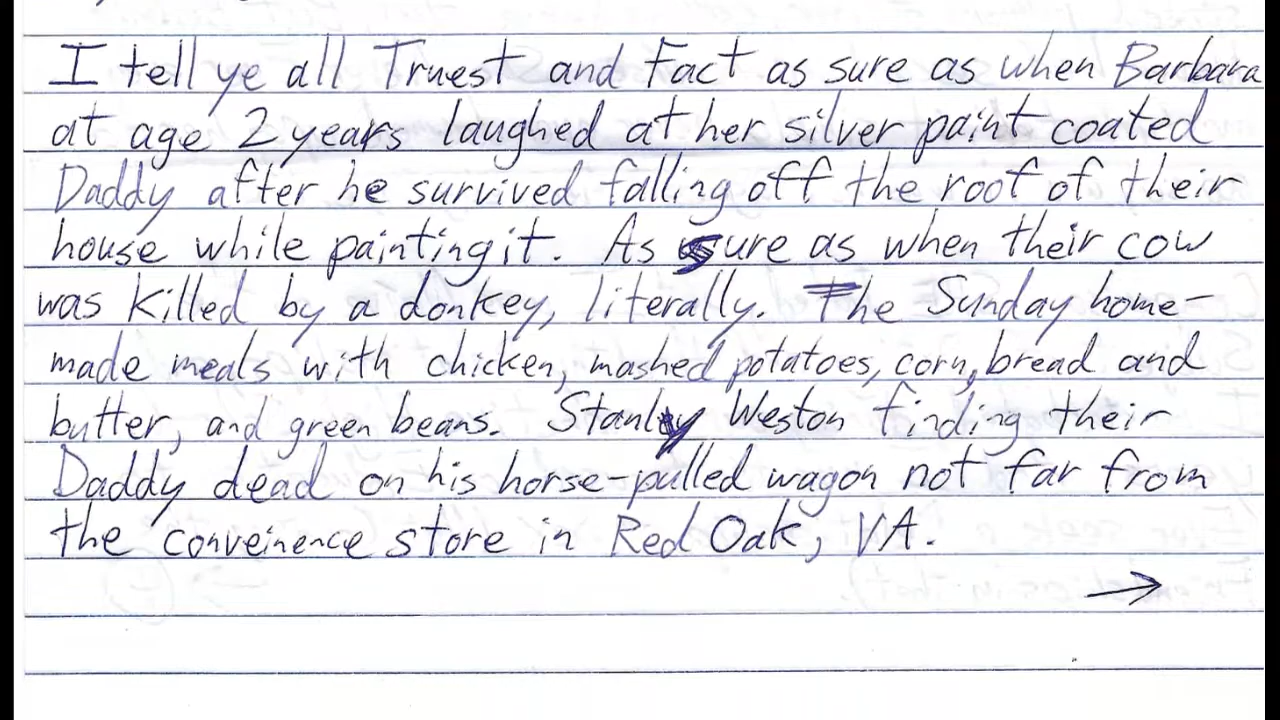 I tell ye all Truest and Fact as sure as when Barbara
at age 2 years laughed at her silver paint coated
Daddy after he survived falling off the roof of their
house while painting it. As sure as when their cow
was killed by a donkey, literally. The Sunday home-
made meals with chicken, mashed potatoes, corn, bread and
butter, and green beans. Stanley Weston finding their
Daddy dead on his horse-pulled wagon not far from
the conveinence store in Red Oak, VA.
→